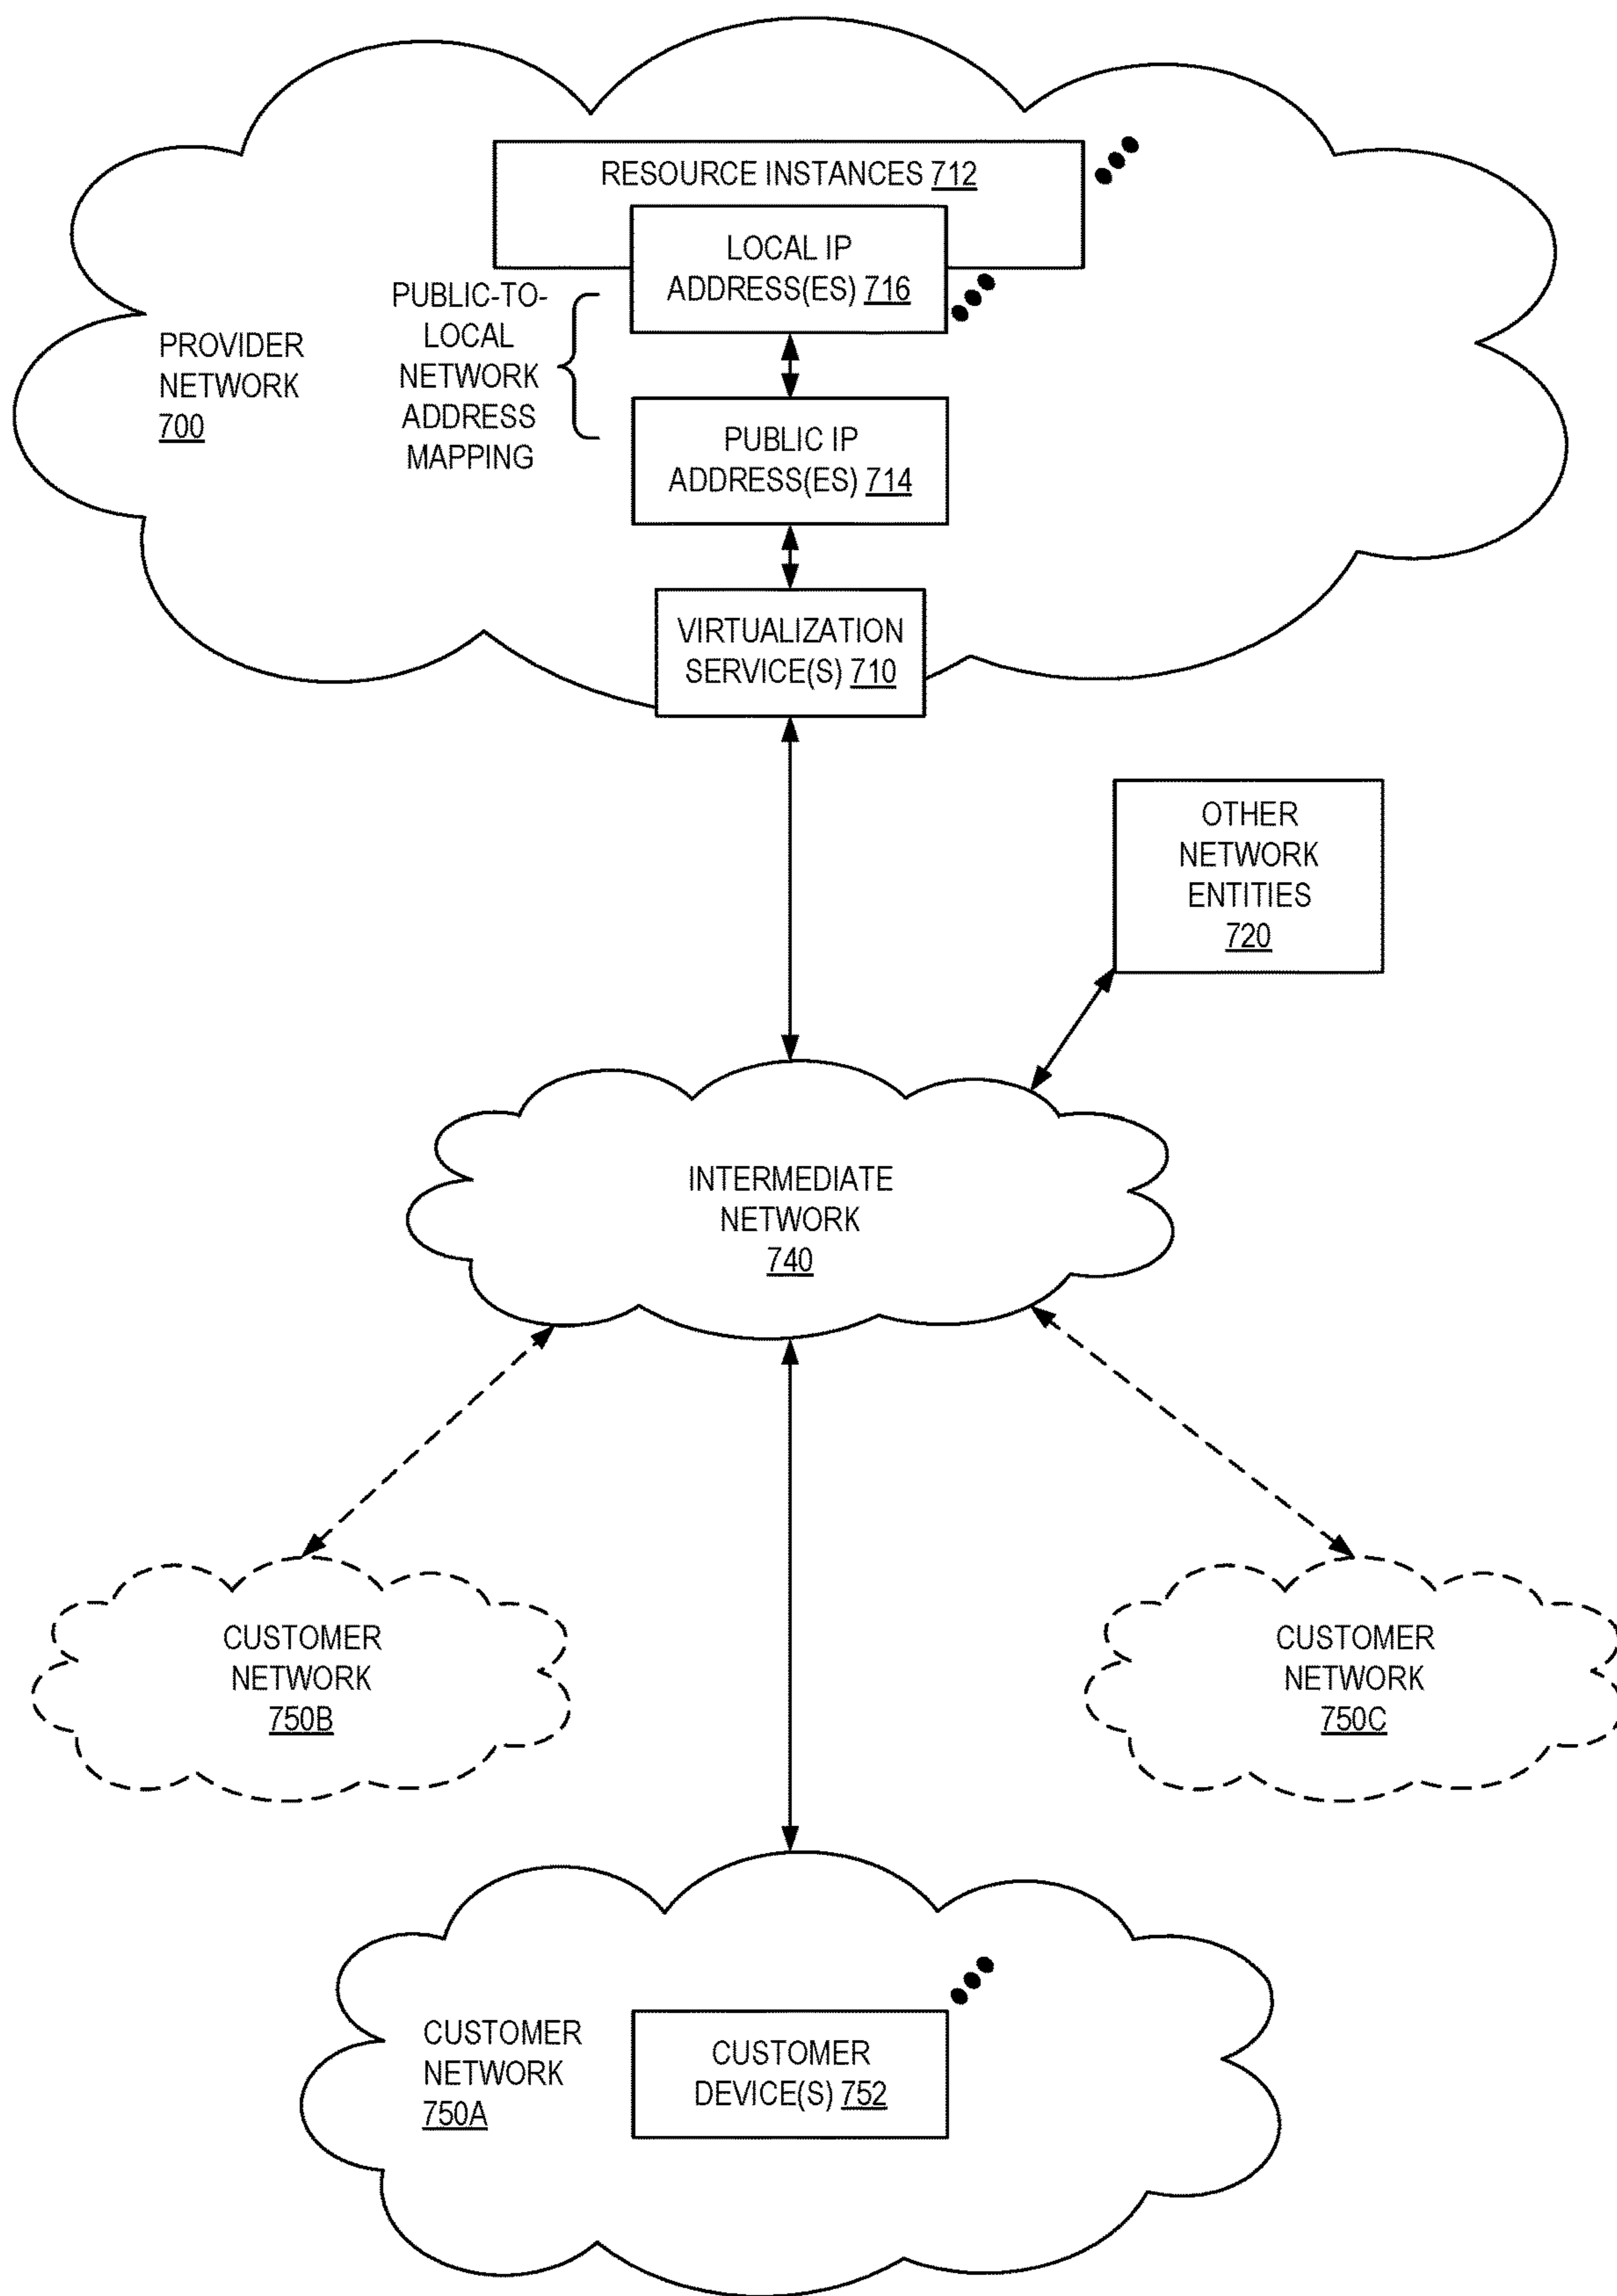 RESOURCE INSTANCES 712
LOCAL IP
ADDRESS(ES) 716
PUBLIC-TO-
LOCAL
NETWORK
ADDRESS
MAPPING
PROVIDER
NETWORK
700
PUBLIC IP
ADDRESS(ES) 714
VIRTUALIZATION
SERVICE(S) 710
OTHER
NETWORK
ENTITIES
720
INTERMEDIATE
NETWORK
740
CUSTOMER
NETWORK
750B
CUSTOMER
NETWORK
750C
CUSTOMER
NETWORK
750A
CUSTOMER
DEVICE(S) 752